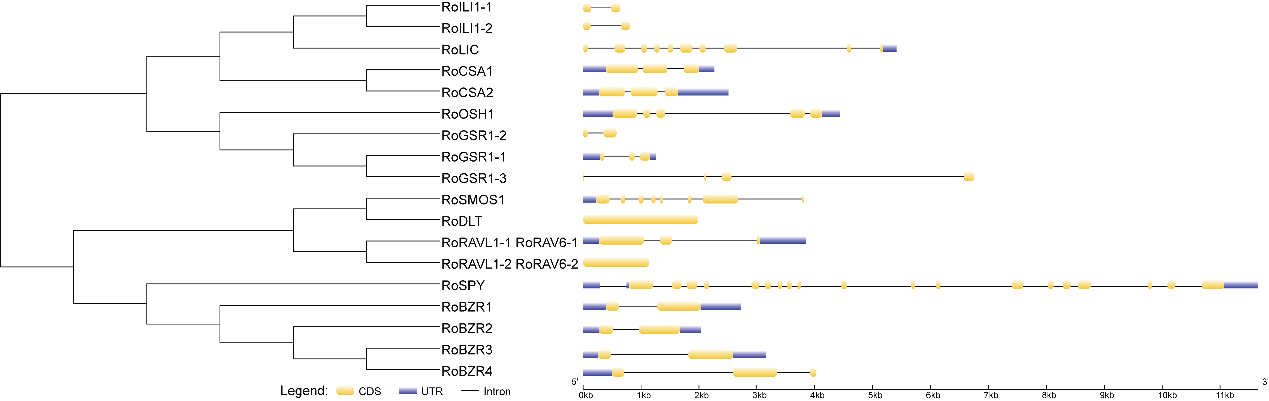 RoILI1-1
RoILI1-2
RoLIC
RoCSA1
RoCSA2
RoOSH1
RoGSR1-2
RoGSR1-1
RoGSR1-3
RoSMOS1
RoDLT
RoRAVL1-1 RoRAV6-1
RoRAVL1-2 RoRAV6-2
RoSPY
RoBZR1
RoBZR2
RoBZR3
RoBZR4
5' 3'
Legend: CDS UTR Intron
0kb 1kb 2kb 3kb 4kb 5kb 6kb 7kb 8kb 9kb 10kb 11kb